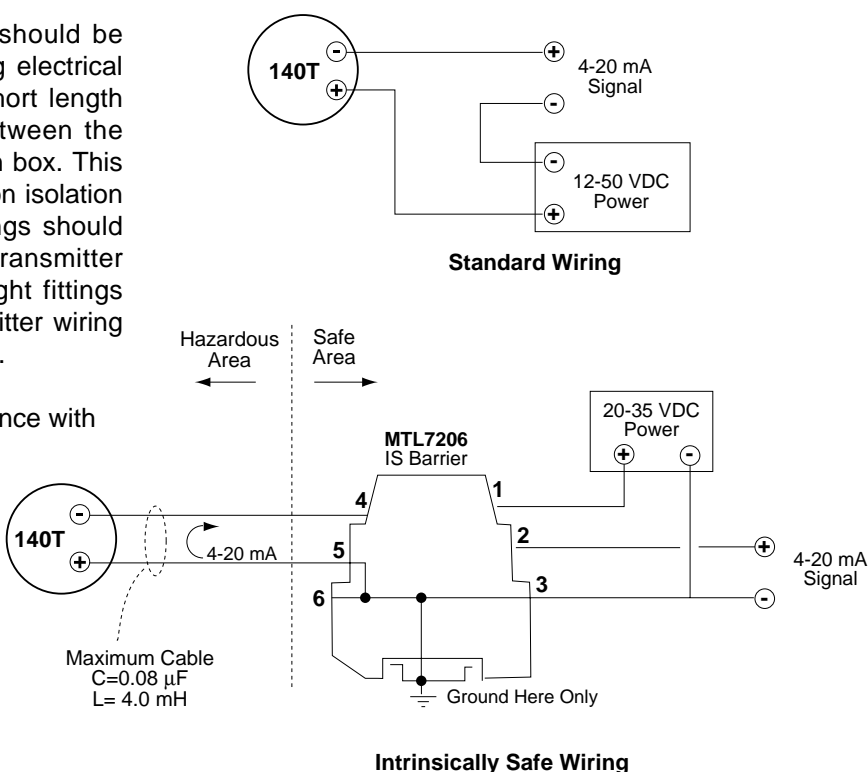 should be
electrical
hort length
tween the
box. This
on isolation
ngs should
ransmitter
ght fittings
itter wiring
nce with
140T
-
+
+
4-20 mA
Signal
-
-
12-50 VDC
Power
+
Standard Wiring
Hazardous
Area
Safe
Area
20-35 VDC
Power
+ -
MTL7206
IS Barrier
140T
-
+
4-20 mA
4
5
6
1
2
3
+
4-20 mA
Signal
-
Maximum Cable
C=0.08 µF
L= 4.0 mH
Ground Here Only
Intrinsically Safe Wiring